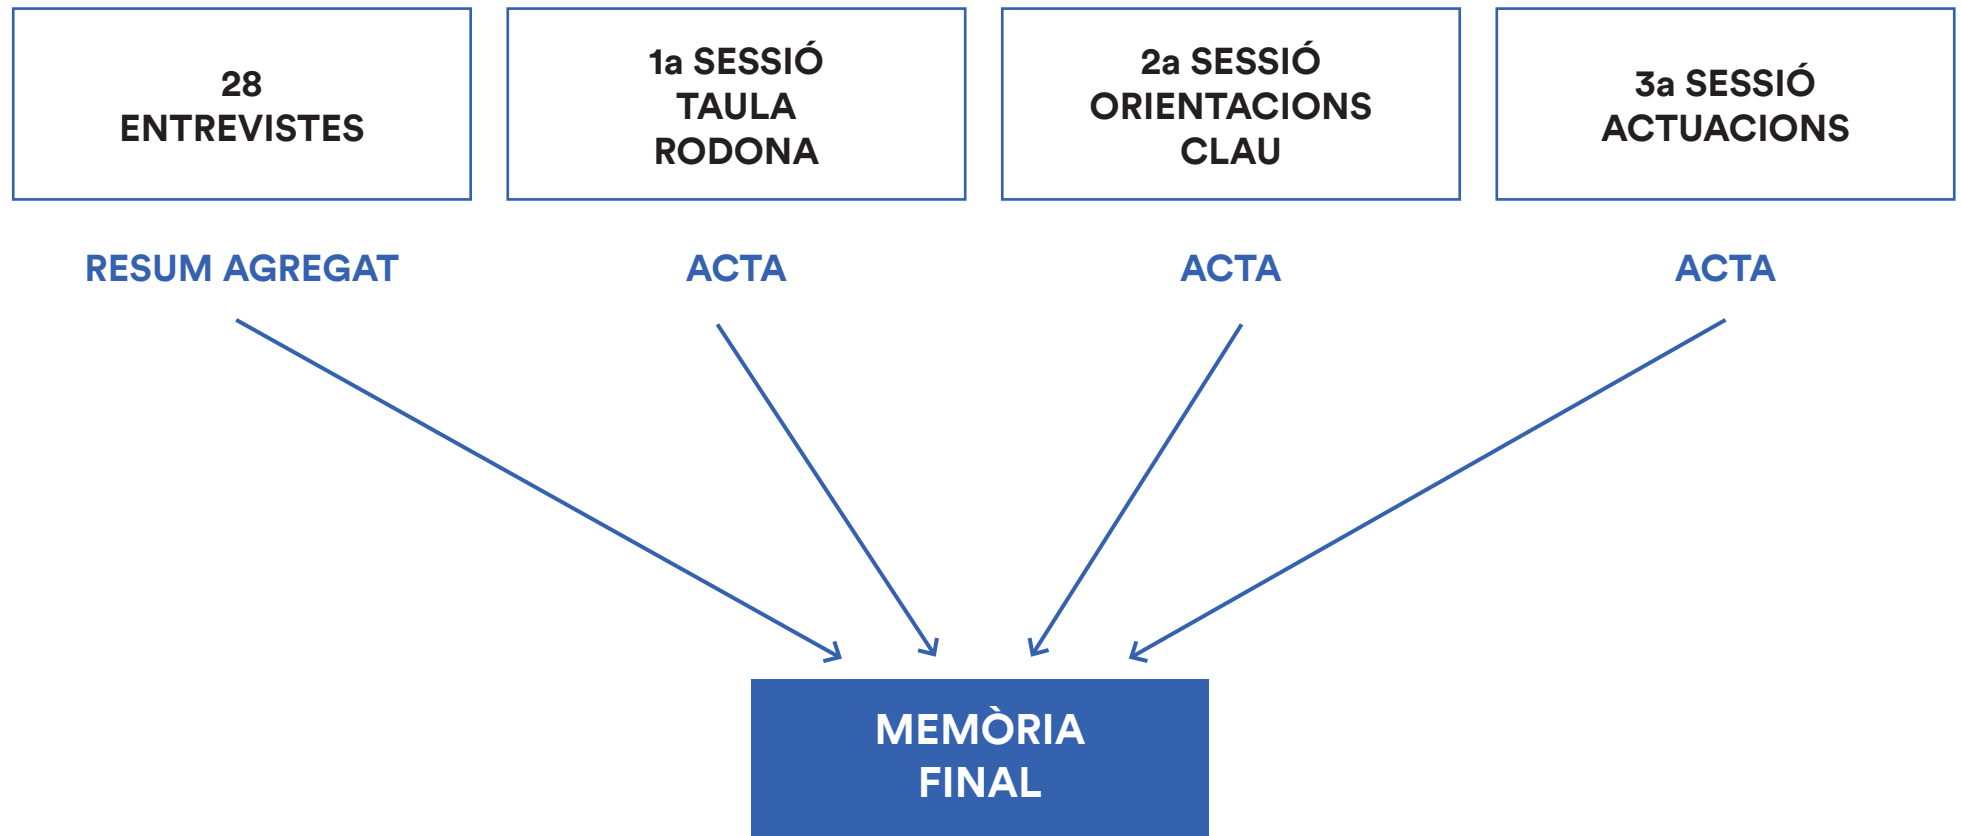 28
ENTREVISTES
1a SESSIÓ
TAULA
RODONA
2a SESSIÓ
ORIENTACIONS
CLAU
3a SESSIÓ
ACTUACIONS
RESUM AGREGAT
ACTA
ACTA
ACTA
MEMÒRIA
FINAL